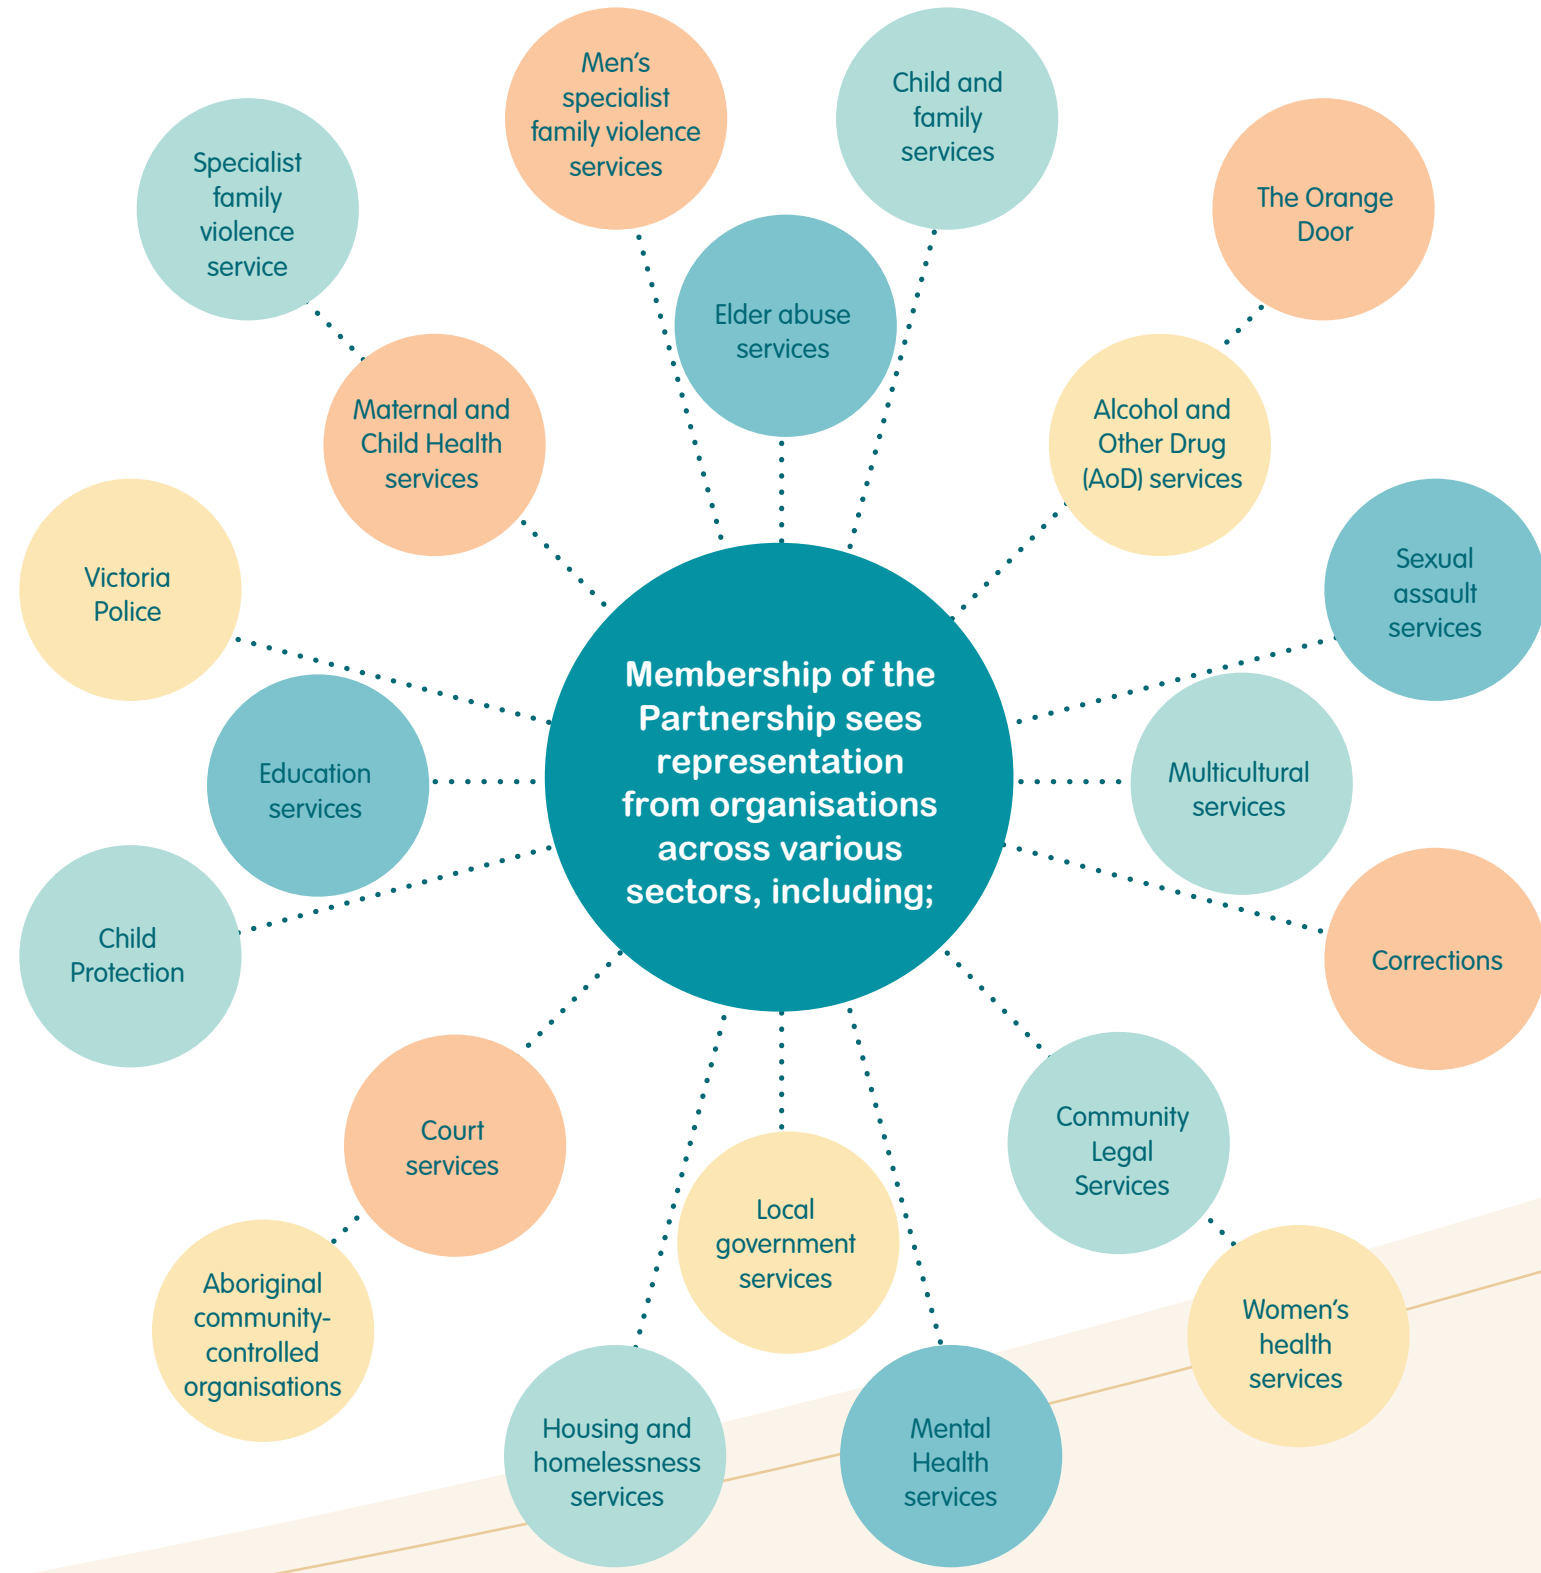 Men's
specialist
family violence
services
Child and
family
services
Specialist
family
violence
service
The Orange
Door
Elder abuse
services
Maternal and
Child Health
services
Alcohol and
Other Drug
(AoD) services
Victoria
Police
Sexual
assault
services
Membership of the
Partnership sees
representation
from organisations
across various
sectors, including;
Education
services
Multicultural
services
Child
Protection
Corrections
Court
services
Community
Legal
Services
Local
government
services
Aboriginal
community-
controlled
organisations
Women's
health
services
Housing and
homelessness
services
Mental
Health
services